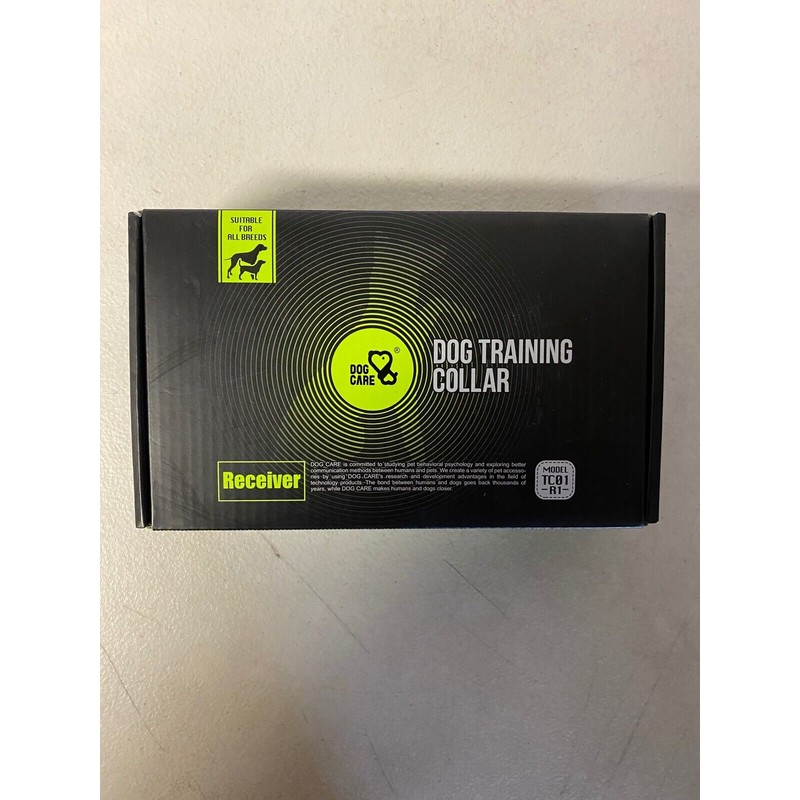 SUITABLE
FOR
ALL BREEDS
DOG
CARE
®
DOG TRAINING
COLLAR
Receiver
DOG CARE is committed to studying pet behavioral psychology and exploring better
communication methods between humans and pets. We create a variety of pet accesso-
ries by using DOG CARE's research and development advantages in the field of
technology products. The bond between humans and dogs goes back thousands of
years, while DOG CARE makes humans and dogs closer.
MODEL
TC01
-R1-